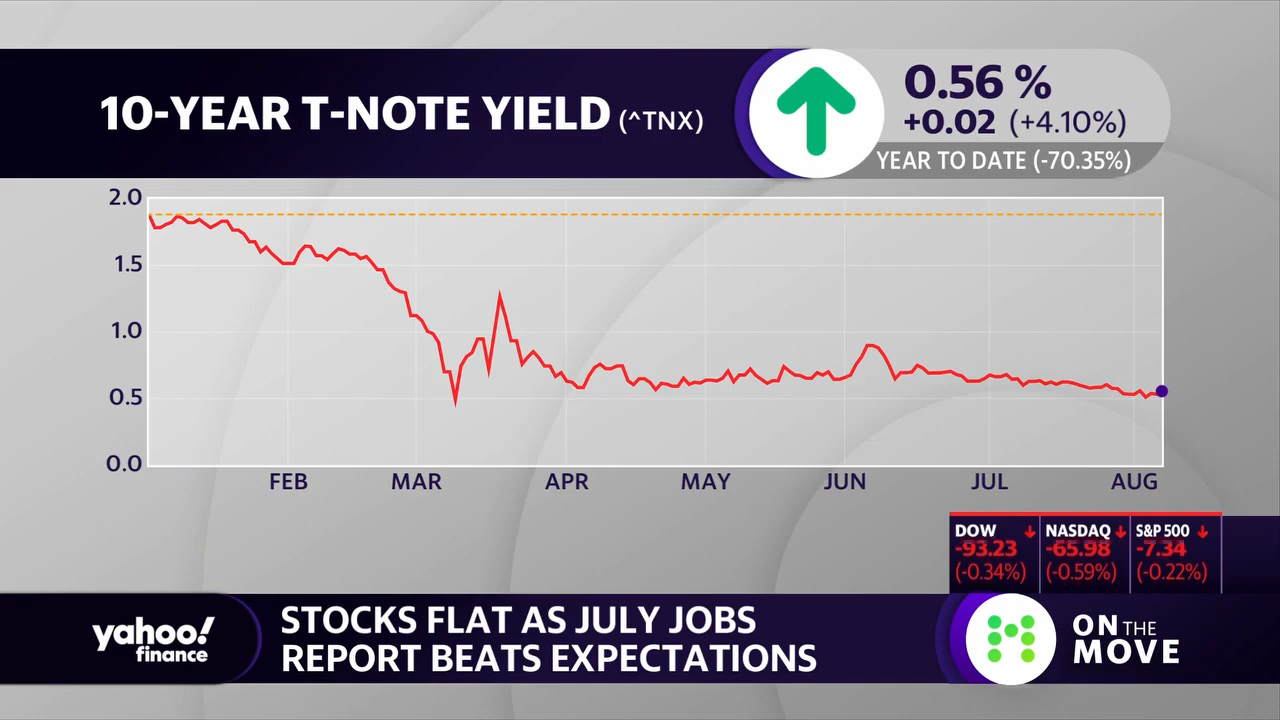 10-YEAR T-NOTE YIELD (^TNX)
0.56 %
+0.02 (+4.10%)
YEAR TO DATE (-70.35%)
2.0
1.5
1.0
0.5
0.0
FEB MAR APR MAY JUN JUL AUG
DOW NASDAQ S&P 500
-93.23 -65.98 -7.34
(-0.34%) (-0.59%) (-0.22%)
yahoo!
finance
STOCKS FLAT AS JULY JOBS
REPORT BEATS EXPECTATIONS
ON THE
MOVE